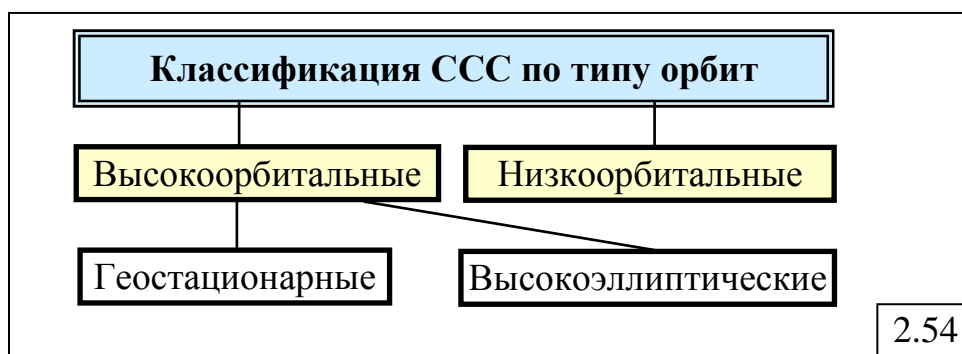 Классификация ССС по типу орбит
Высокоорбитальные
Низкоорбитальные
Геостационарные
Высокоэллиптические
2.54